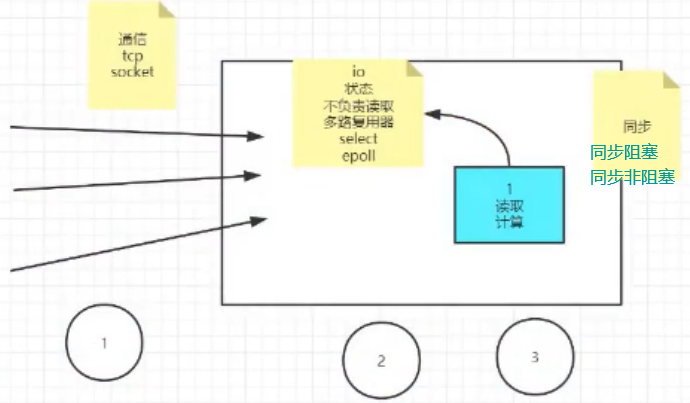 通信
tcp
socket
io
状态
不负责读取
多路复用器
select
epoll
同步
同步阻塞
同步非阻塞
1
读取
计算
1
2
3